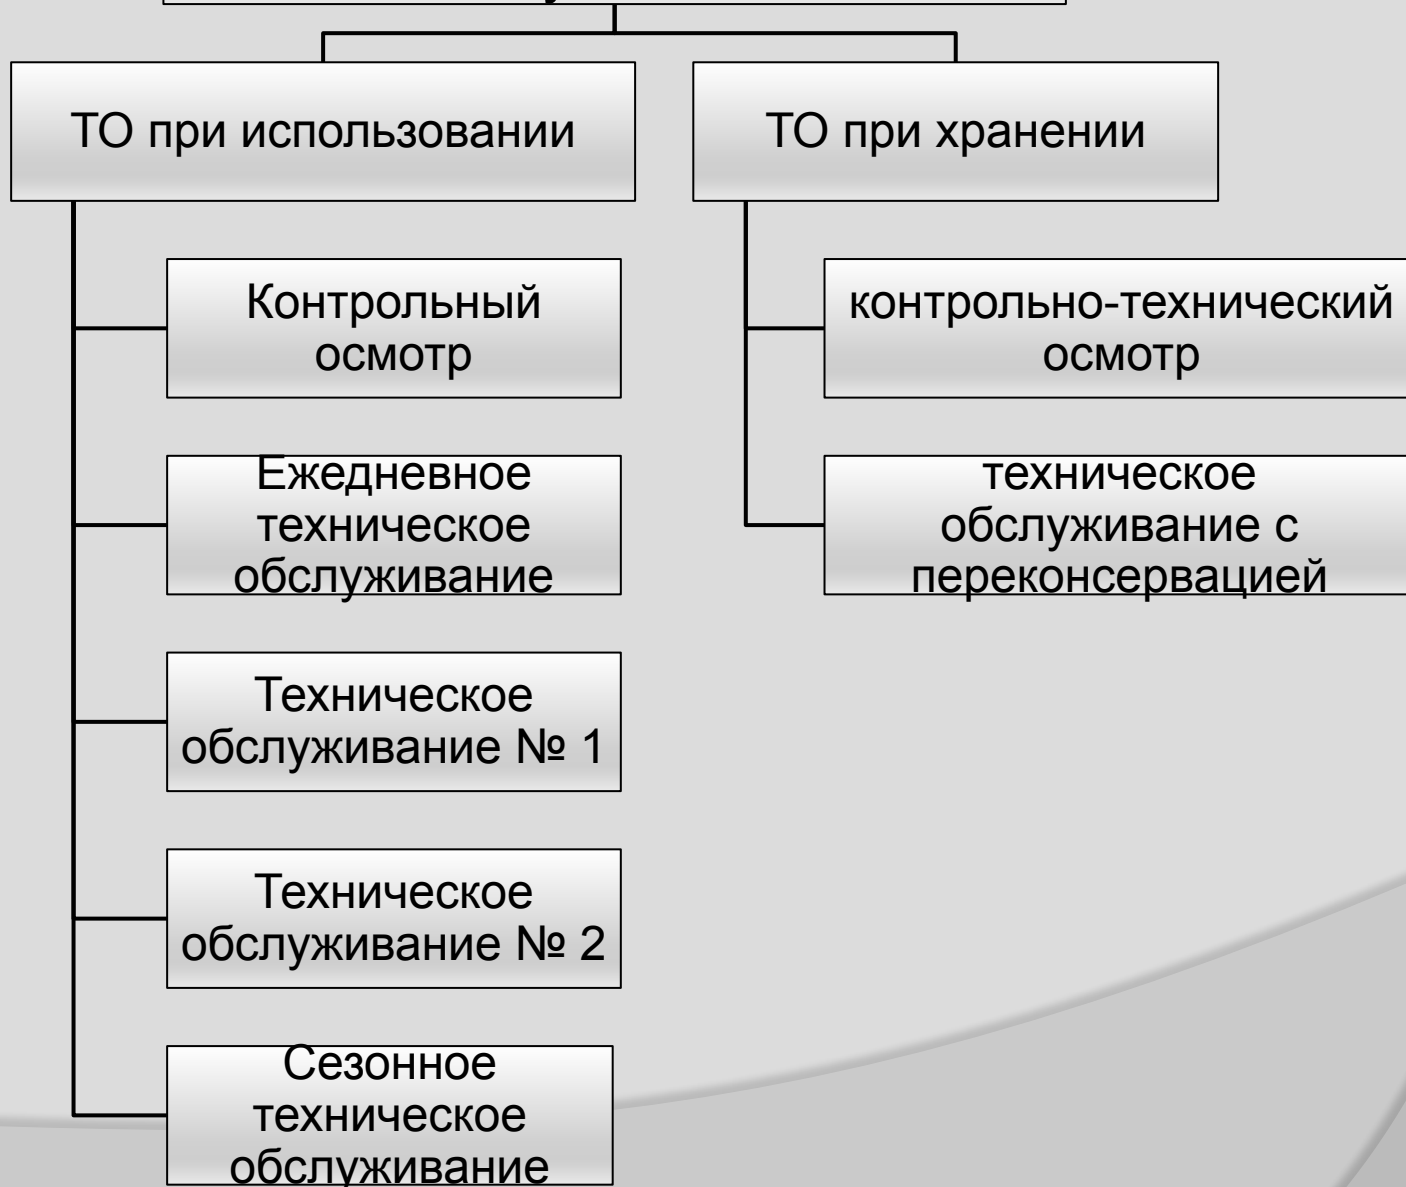 ТО при использовании
ТО при хранении
Контрольный
осмотр
контрольно-технический
осмотр
Ежедневное
техническое
обслуживание
техническое
обслуживание с
переконсервацией
Техническое
обслуживание № 1
Техническое
обслуживание № 2
Сезонное
техническое
обслуживание